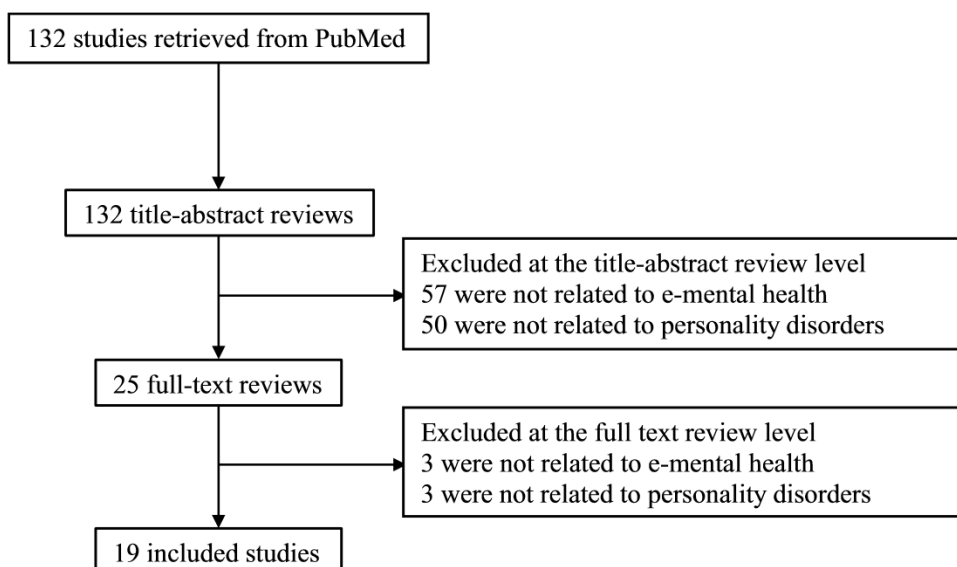 132 studies retrieved from PubMed
132 title-abstract reviews
Excluded at the title-abstract review level
57 were not related to e-mental health
50 were not related to personality disorders
25 full-text reviews
Excluded at the full text review level
3 were not related to e-mental health
3 were not related to personality disorders
19 included studies